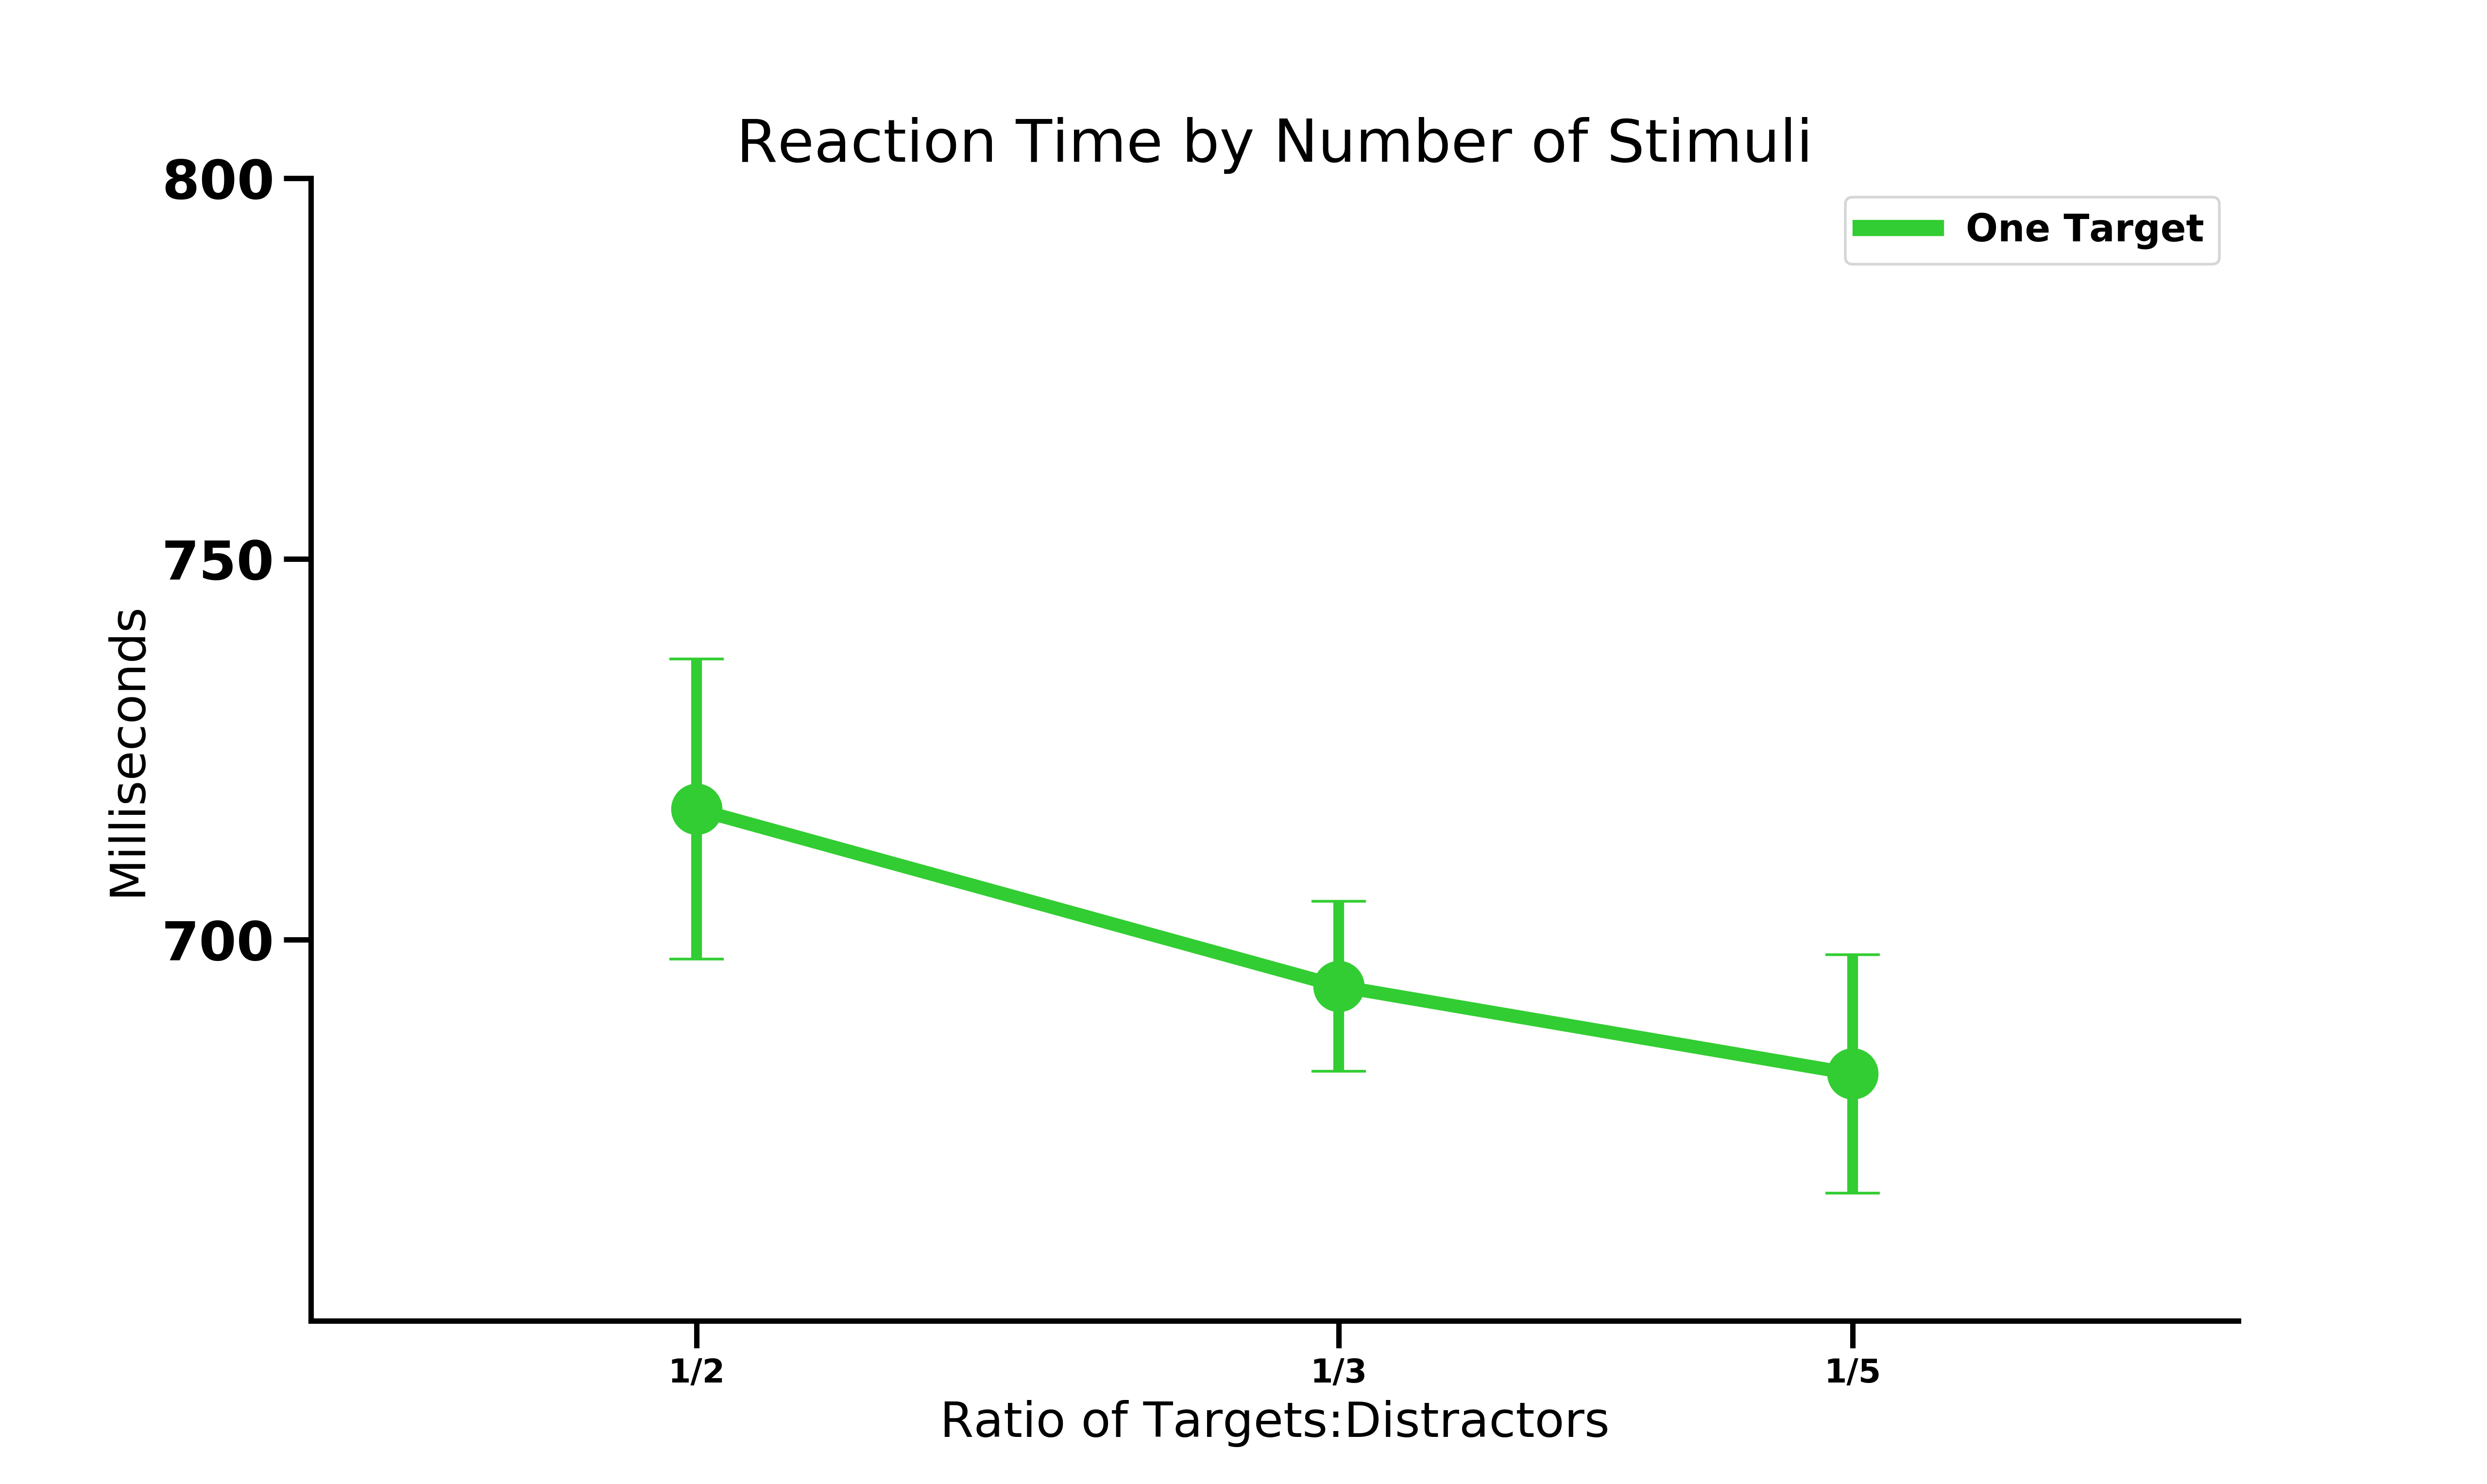 Reaction Time by Number of Stimuli
One Target
800
750
700
Milliseconds
1/2
1/3
1/5
Ratio of Targets:Distractors